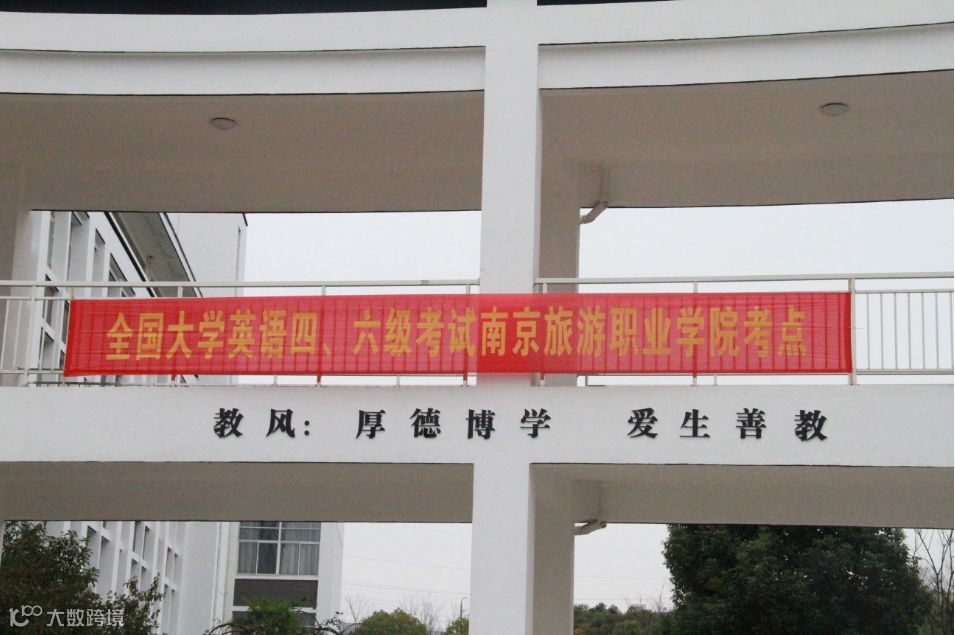 全国大学英语四、六级考试南京旅游职业学院考点
教风：厚德博学 爱生善教
大数跨境